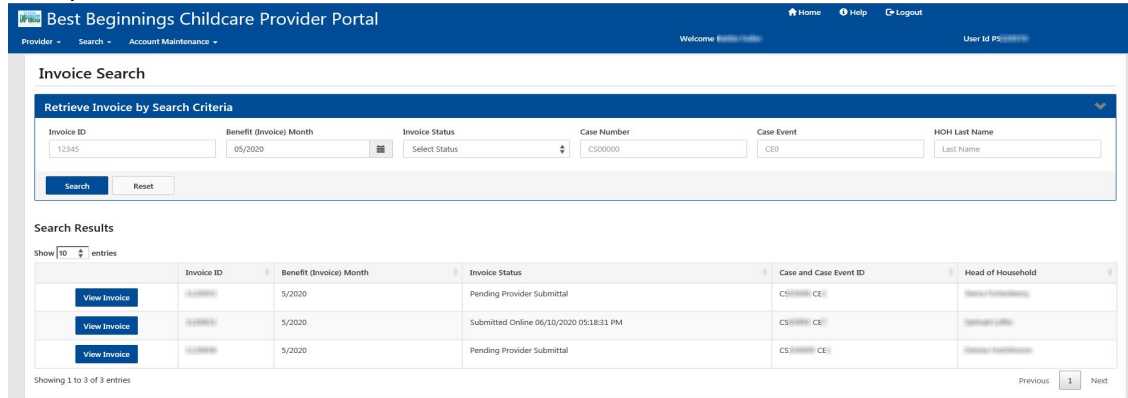 DPHHS Best Beginnings Childcare Provider Portal
Home Help Logout
Provider Search Account Maintenance Welcome User Id PS
Invoice Search
Retrieve Invoice by Search Criteria
Invoice ID Benefit (Invoice) Month Invoice Status Case Number Case Event HOH Last Name
12345 05/2020 Select Status CS00000 CE0 Last Name
Search Reset
Search Results
Show 10 entries
Invoice ID Benefit (Invoice) Month Invoice Status Case and Case Event ID Head of Household
View Invoice 5/2020 Pending Provider Submittal CS CE
View Invoice 5/2020 Submitted Online 06/10/2020 05:18:31 PM CS CE
View Invoice 5/2020 Pending Provider Submittal CS CE
Showing 1 to 3 of 3 entries Previous 1 Next